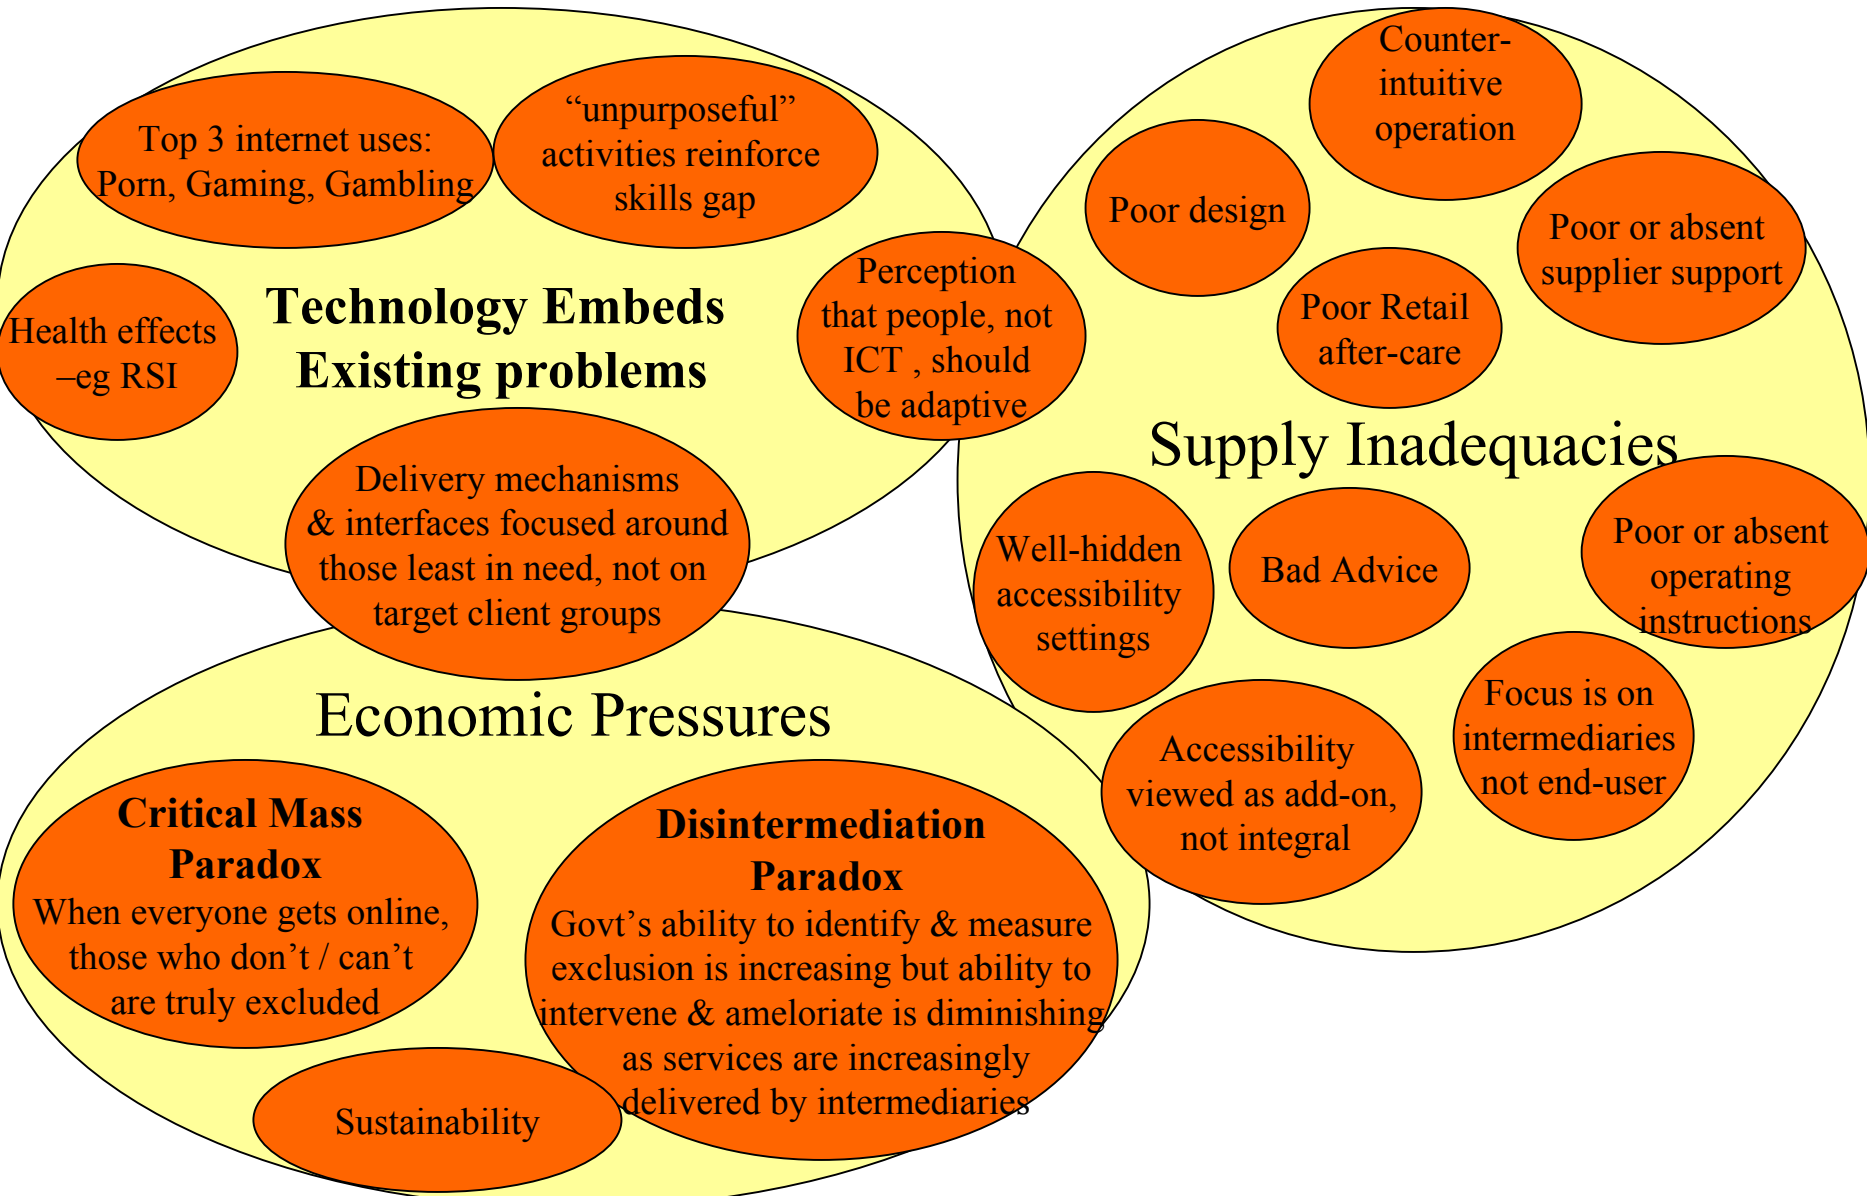 Top 3 internet uses:
Porn, Gaming, Gambling
“unpurposeful”
activities reinforce
skills gap
Health effects
–eg RSI
Technology Embeds
Existing problems
Perception
that people, not
ICT , should
be adaptive
Delivery mechanisms
& interfaces focused around
those least in need, not on
target client groups
Counter-
intuitive
operation
Poor design
Poor or absent
supplier support
Poor Retail
after-care
Supply Inadequacies
Well-hidden
accessibility
settings
Bad Advice
Poor or absent
operating
instructions
Focus is on
intermediaries
not end-user
Accessibility
viewed as add-on,
not integral
Economic Pressures
Critical Mass
Paradox
When everyone gets online,
those who don’t / can’t
are truly excluded
Disintermediation
Paradox
Govt’s ability to identify & measure
exclusion is increasing but ability to
intervene & ameloriate is diminishing
as services are increasingly
delivered by intermediaries
Sustainability